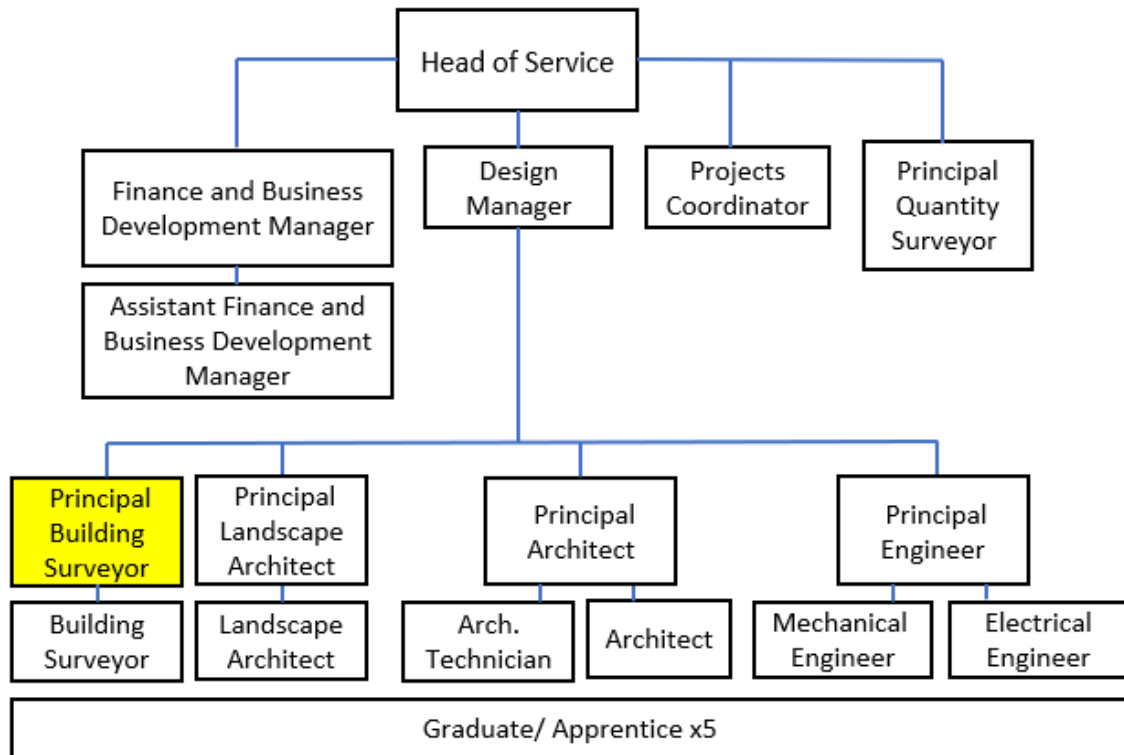 Head of Service
Finance and Business
Development Manager
Design
Manager
Projects
Coordinator
Principal
Quantity
Surveyor
Assistant Finance and
Business Development
Manager
Principal
Building
Surveyor
Principal
Landscape
Architect
Principal
Architect
Principal
Engineer
Building
Surveyor
Landscape
Architect
Arch.
Technician
Architect
Mechanical
Engineer
Electrical
Engineer
Graduate/ Apprentice x5